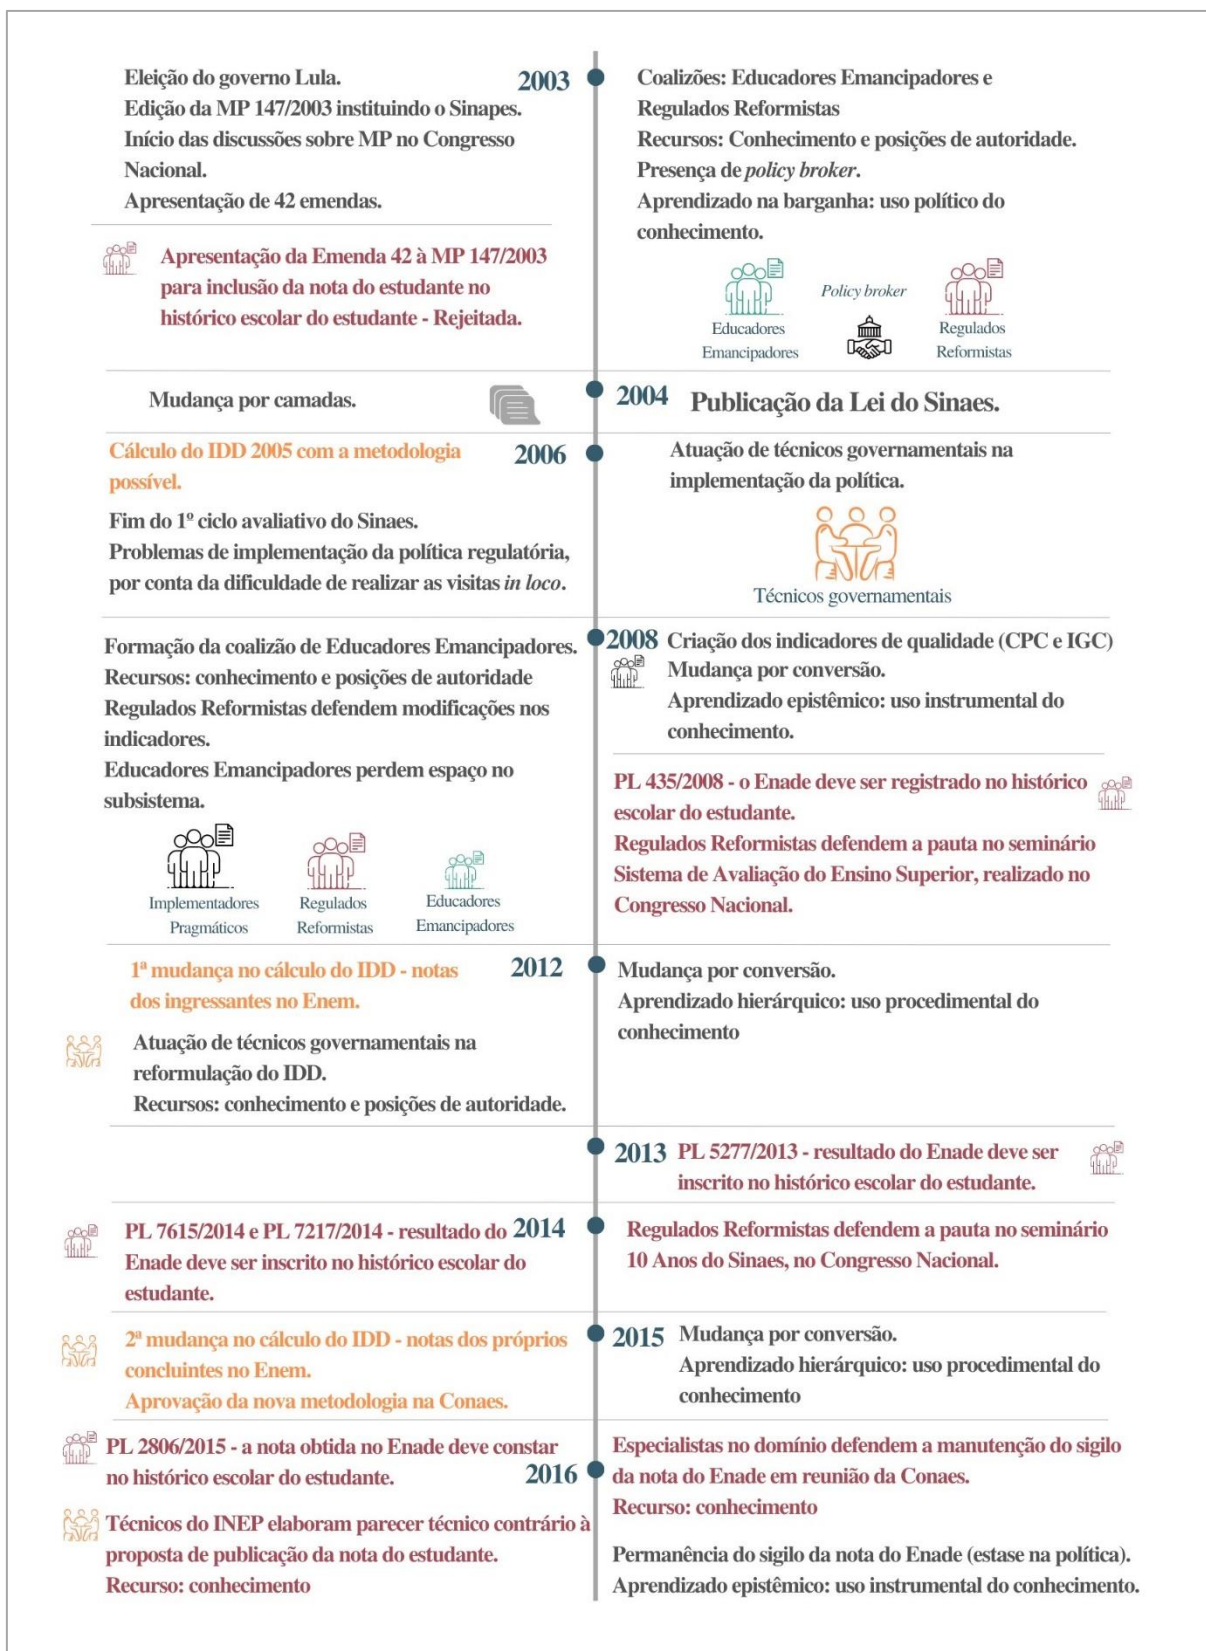 2003
Eleição do governo Lula.
Edição da MP 147/2003 instituindo o Sinapes.
Início das discussões sobre MP no Congresso
Nacional.
Apresentação de 42 emendas.
Apresentação da Emenda 42 à MP 147/2003
para inclusão da nota do estudante no
histórico escolar do estudante - Rejeitada.
Coalizões: Educadores Emancipadores e
Regulados Reformistas
Recursos: Conhecimento e posições de autoridade.
Presença de policy broker.
Aprendizado na barganha: uso político do
conhecimento.
Educadores
Emancipadores
Policy broker
Regulados
Reformistas
Mudança por camadas.
2004
Publicação da Lei do Sinaes.
Cálculo do IDD 2005 com a metodologia
possível.
2006
Fim do 1º ciclo avaliativo do Sinaes.
Problemas de implementação da política regulatória,
por conta da dificuldade de realizar as visitas in loco.
Atuação de técnicos governamentais na
implementação da política.
Técnicos governamentais
Formação da coalizão de Educadores Emancipadores.
Recursos: conhecimento e posições de autoridade
Regulados Reformistas defendem modificações nos
indicadores.
Educadores Emancipadores perdem espaço no
subsistema.
Implementadores
Pragmáticos
Regulados
Reformistas
Educadores
Emancipadores
2008
Criação dos indicadores de qualidade (CPC e IGC)
Mudança por conversão.
Aprendizado epistêmico: uso instrumental do
conhecimento.
PL 435/2008 - o Enade deve ser registrado no histórico
escolar do estudante.
Regulados Reformistas defendem a pauta no seminário
Sistema de Avaliação do Ensino Superior, realizado no
Congresso Nacional.
1ª mudança no cálculo do IDD - notas
dos ingressantes no Enem.
2012
Atuação de técnicos governamentais na
reformulação do IDD.
Recursos: conhecimento e posições de autoridade.
Mudança por conversão.
Aprendizado hierárquico: uso procedimental do
conhecimento
2013
PL 5277/2013 - resultado do Enade deve ser
inscrito no histórico escolar do estudante.
PL 7615/2014 e PL 7217/2014 - resultado do
Enade deve ser inscrito no histórico escolar do
estudante.
2014
Regulados Reformistas defendem a pauta no seminário
10 Anos do Sinaes, no Congresso Nacional.
2ª mudança no cálculo do IDD - notas dos próprios
concluintes no Enem.
Aprovação da nova metodologia na Conaes.
2015
Mudança por conversão.
Aprendizado hierárquico: uso procedimental do
conhecimento
PL 2806/2015 - a nota obtida no Enade deve constar
no histórico escolar do estudante.
2016
Técnicos do INEP elaboram parecer técnico contrário à
proposta de publicação da nota do estudante.
Recurso: conhecimento
Especialistas no domínio defendem a manutenção do sigilo
da nota do Enade em reunião da Conaes.
Recurso: conhecimento
Permanência do sigilo da nota do Enade (estase na política).
Aprendizado epistêmico: uso instrumental do conhecimento.